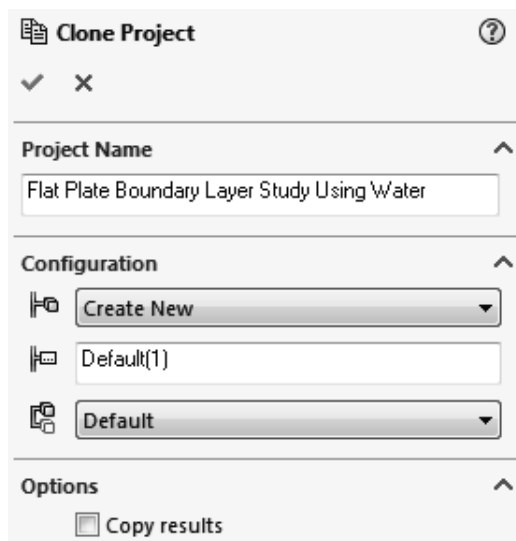 Clone Project
Project Name
Flat Plate Boundary Layer Study Using Water
Configuration
Create New
Default(1)
Default
Options
Copy results